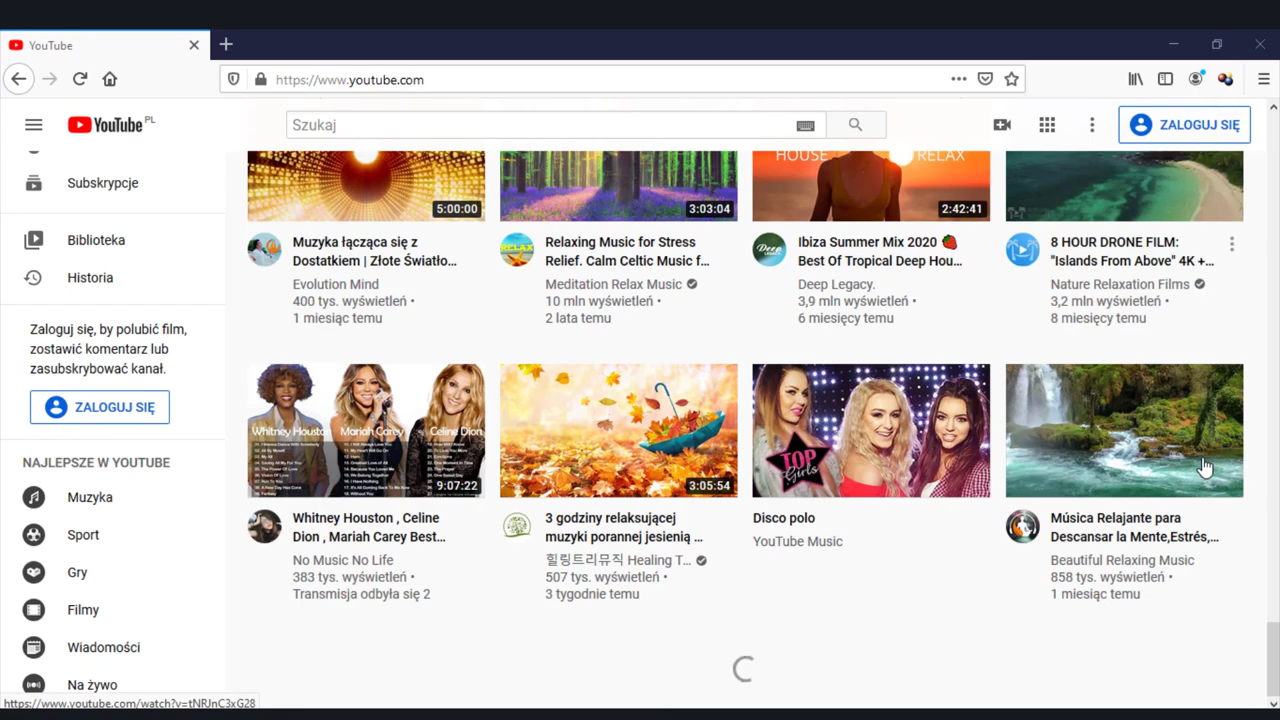 YouTube
https://www.youtube.com
YouTube PL
Szukaj
ZALOGUJ SIĘ
Subskrypcje
Biblioteka
Historia
Zaloguj się, by polubić film,
zostawić komentarz lub
zasubskrybować kanał.
ZALOGUJ SIĘ
NAJLEPSZE W YOUTUBE
Muzyka
Sport
Gry
Filmy
Wiadomości
Na żywo
5:00:00
Muzyka łącząca się z
Dostatkiem | Złote Światło...
Evolution Mind
400 tys. wyświetleń •
1 miesiąc temu
3:03:04
RELAX
Relaxing Music for Stress
Relief. Calm Celtic Music f...
Meditation Relax Music
10 mln wyświetleń •
2 lata temu
HOUSE RELAX
2:42:41
Deep
Ibiza Summer Mix 2020 🍓
Best Of Tropical Deep Hou...
Deep Legacy.
3,9 mln wyświetleń •
6 miesięcy temu
8 HOUR DRONE FILM:
"Islands From Above" 4K +...
Nature Relaxation Films
3,2 mln wyświetleń •
8 miesięcy temu
Whitney Houston Mariah Carey Celine Dion
9:07:22
Whitney Houston , Celine
Dion , Mariah Carey Best...
No Music No Life
383 tys. wyświetleń •
Transmisja odbyła się 2
3:05:54
3 godziny relaksującej
muzyki porannej jesienią ...
힐링트리뮤직 Healing T...
507 tys. wyświetleń •
3 tygodnie temu
TOP
Girls
Disco polo
YouTube Music
Música Relajante para
Descansar la Mente,Estrés,...
Beautiful Relaxing Music
858 tys. wyświetleń •
1 miesiąc temu
https://www.youtube.com/watch?v=tNRJnC3xG28